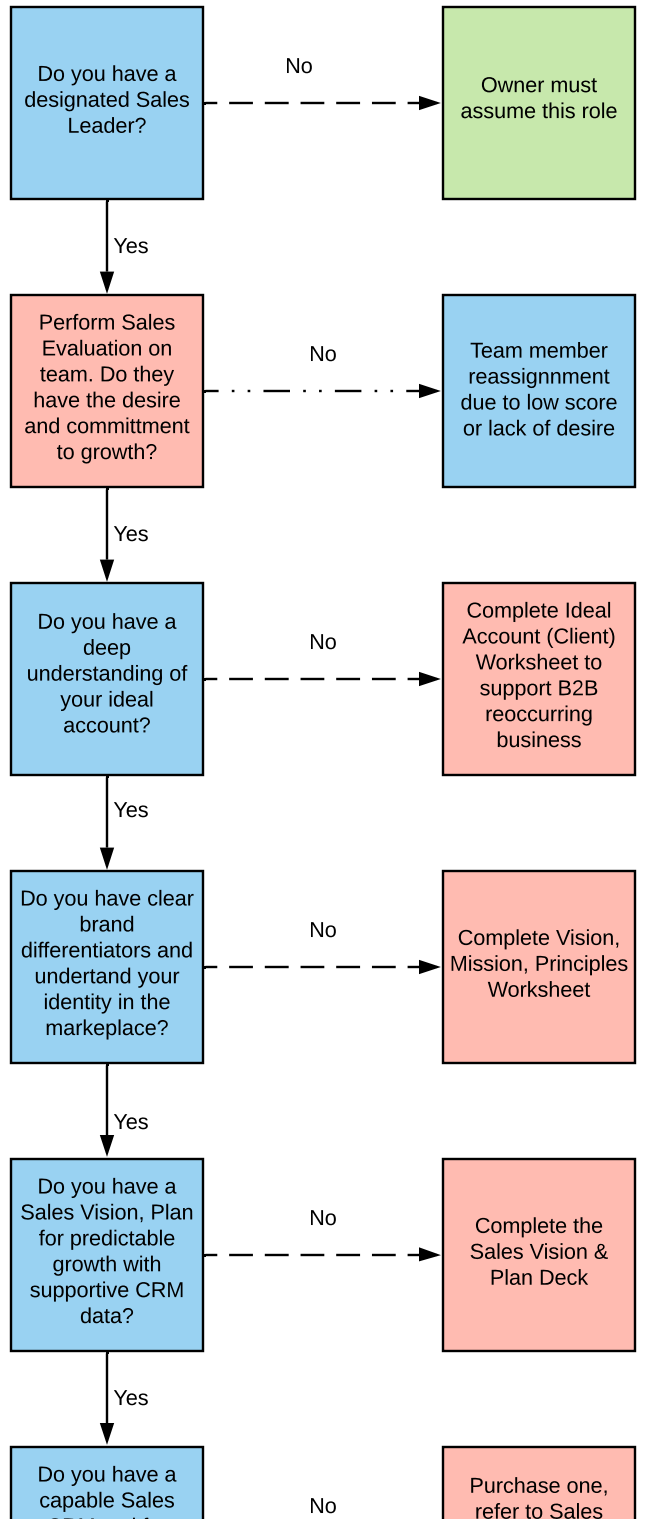 Do you have a
designated Sales
Leader?
No
Owner must
assume this role
Yes
Perform Sales
Evaluation on
team. Do they
have the desire
and committment
to growth?
No
Team member
reassignnment
due to low score
or lack of desire
Yes
Do you have a
deep
understanding of
your ideal
account?
No
Complete Ideal
Account (Client)
Worksheet to
support B2B
reoccurring
business
Yes
Do you have clear
brand
differentiators and
undertand your
identity in the
markeplace?
No
Complete Vision,
Mission, Principles
Worksheet
Yes
Do you have a
Sales Vision, Plan
for predictable
growth with
supportive CRM
data?
No
Complete the
Sales Vision &
Plan Deck
Yes
Do you have a
capable Sales
No
Purchase one,
refer to Sales